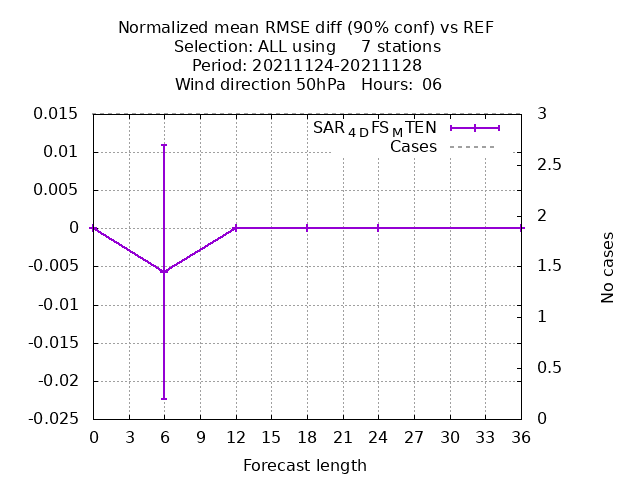 Normalized mean RMSE diff (90% conf) vs REF
Selection: ALL using 7 stations
Period: 20211124-20211128
Wind direction 50hPa Hours: 06
SAR4DFSMTEN
Cases
0.015
0.01
0.005
0
-0.005
-0.01
-0.015
-0.02
-0.025
3
2.5
2
1.5
1
0.5
0
No cases
0 3 6 9 12 15 18 21 24 27 30 33 36
Forecast length